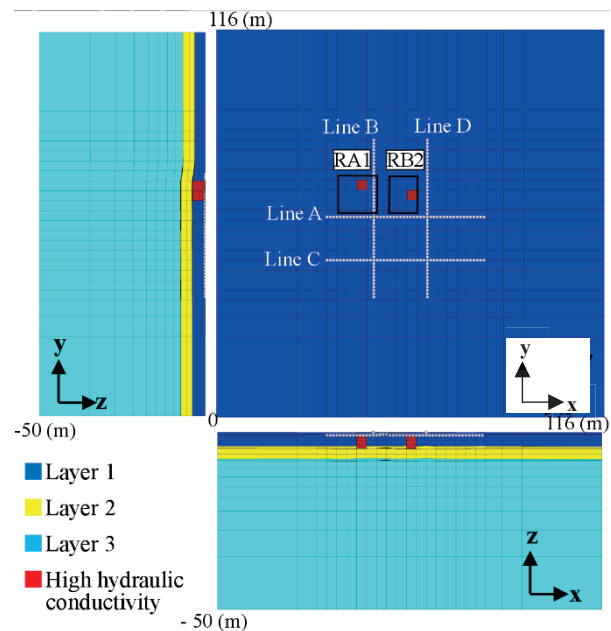 116 (m)
Line B
Line D
RA1
RB2
Line A
Line C
y
z
y
x
-50 (m)
0
116 (m)
Layer 1
Layer 2
Layer 3
High hydraulic
conductivity
z
x
- 50 (m)